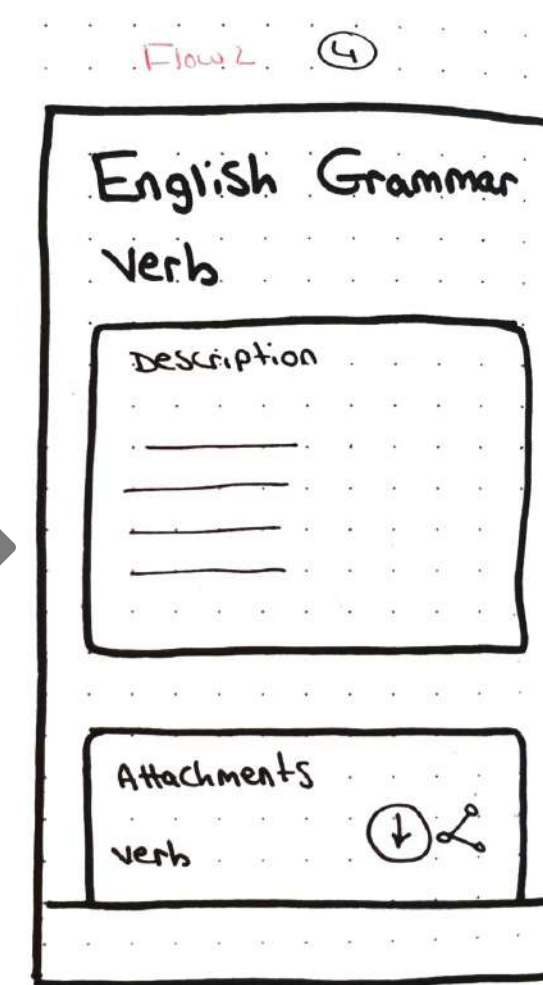 Flow 2. 4
English Grammar
verb
Description
Attachments
verb